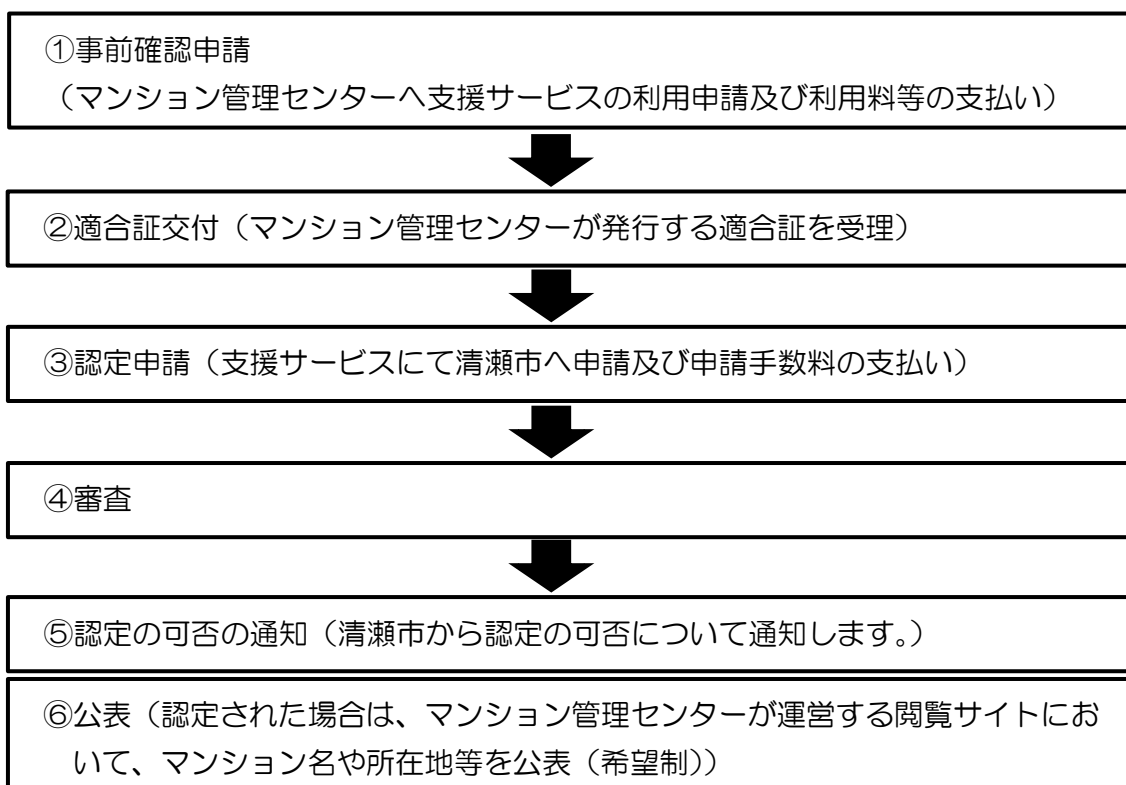 ①事前確認申請
（マンション管理センターへ支援サービスの利用申請及び利用料等の支払い）
②適合証交付（マンション管理センターが発行する適合証を受理）
③認定申請（支援サービスにて清瀬市へ申請及び申請手数料の支払い）
④審査
⑤認定の可否の通知（清瀬市から認定の可否について通知します。）
⑥公表（認定された場合は、マンション管理センターが運営する閲覧サイトにお
いて、マンション名や所在地等を公表（希望制））